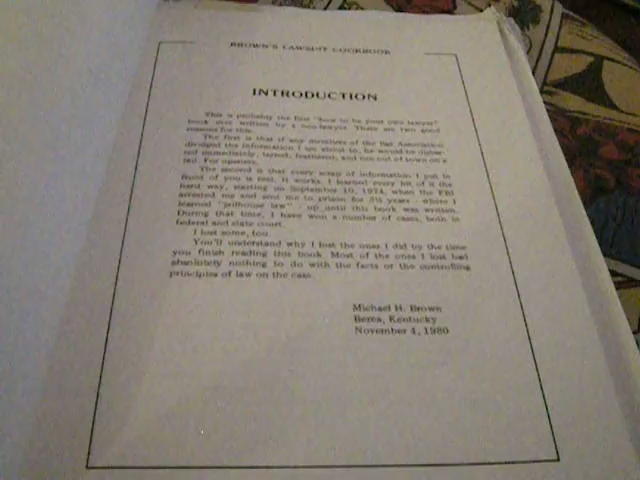 BROWN'S LAWSUIT COOKBOOK
INTRODUCTION
This is probably the first "how to be your own lawyer"
book ever written by a non-lawyer. There are two good
reasons for this.
The first is that if any members of the Bar Association
divulged the information I am about to, he would be disbar-
red immediately, tarred, feathered, and run out of town on a
rail. For openers.
The second is that every scrap of information I put in
front of you is real. It works. I learned every bit of it the
hard way, starting on September 10, 1974, when the FBI
arrested me and sent me to prison for 3½ years - where I
learned "jailhouse law" - up until this book was written.
During that time, I have won a number of cases, both in
federal and state court.
I lost some, too.
You'll understand why I lost the ones I did by the time
you finish reading this book. Most of the ones I lost had
absolutely nothing to do with the facts or the controlling
principles of law on the case.
Michael H. Brown
Berea, Kentucky
November 4, 1980